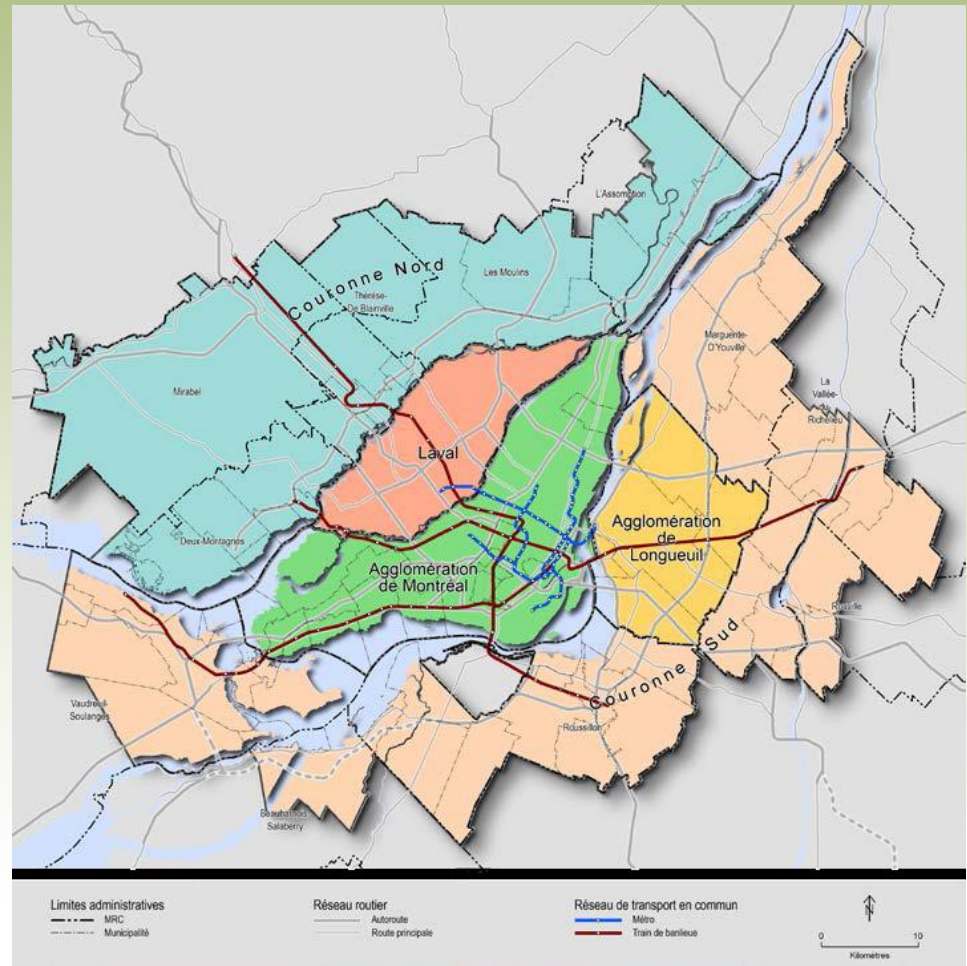 L'Assomption
Couronne Nord
Les Moulins
Thérèse-
De Blainville
Marguerite-
D'Youville
Mirabel
La
Vallée-
du-
Richelieu
Laval
Agglomération
de
Longueuil
Deux-Montagnes
Agglomération
de Montréal
Rouville
Couronne Sud
Vaudreuil-
Soulanges
Roussillon
Beauharnois-
Salaberry
Limites administratives
MRC
Municipalité
Réseau routier
Autoroute
Route principale
Réseau de transport en commun
Métro
Train de banlieue
N
0 10
Kilomètres